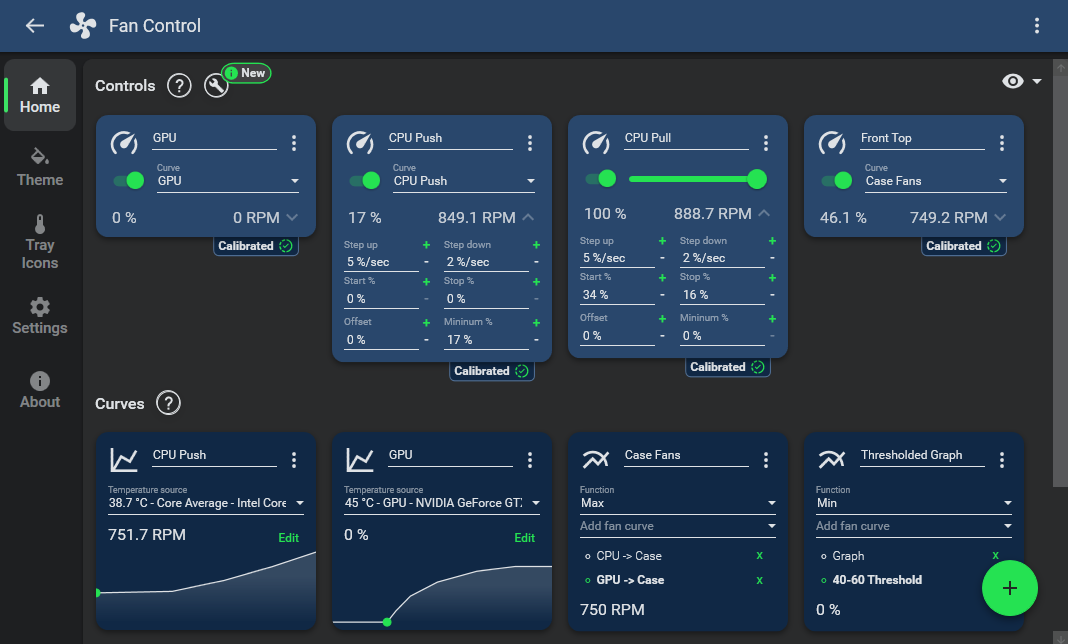 Fan Control
Home
Theme
Tray
Icons
Settings
About
Controls ? New
GPU
Curve
GPU
0 % 0 RPM
Calibrated
CPU Push
Curve
CPU Push
17 % 849.1 RPM
Step up + Step down +
5 %/sec - 2 %/sec -
Start % + Stop % +
0 % - 0 % -
Offset + Mininum % +
0 % - 17 % -
Calibrated
CPU Pull
100 % 888.7 RPM
Step up + Step down +
5 %/sec - 2 %/sec -
Start % + Stop % +
34 % - 16 % -
Offset + Mininum % +
0 % - 0 % -
Calibrated
Front Top
Curve
Case Fans
46.1 % 749.2 RPM
Calibrated
Curves ?
CPU Push
Temperature source
38.7 °C - Core Average - Intel Core
751.7 RPM Edit
GPU
Temperature source
45 °C - GPU - NVIDIA GeForce GT
0 % Edit
Case Fans
Function
Max
Add fan curve
CPU -> Case x
GPU -> Case x
750 RPM
Thresholded Graph
Function
Min
Add fan curve
Graph x
40-60 Threshold
0 %
+